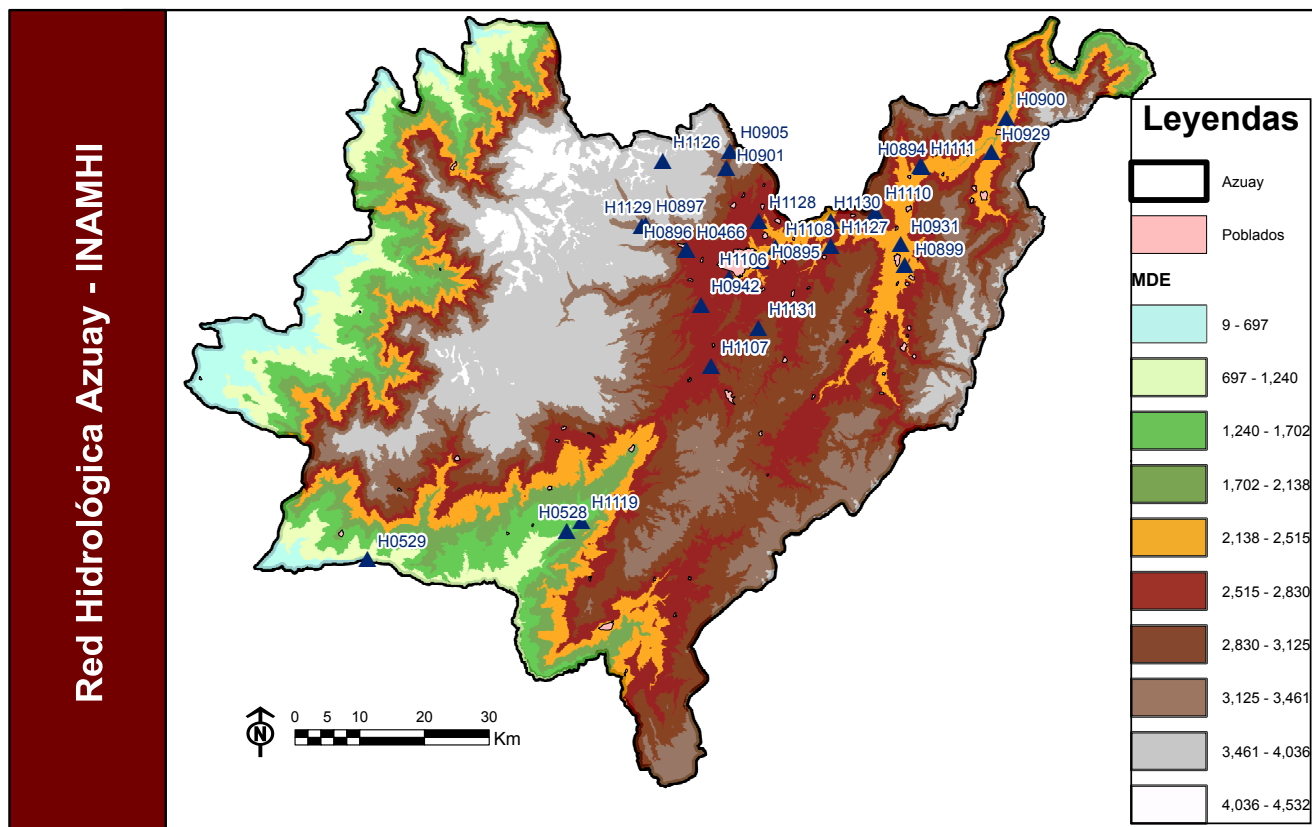 Red Hidrológica Azuay - INAMHI
H0900
H0929
H0905
H0901
H1126
H0894
H1111
H1129
H0897
H1128
H1130
H1110
H0896
H0466
H1108
H1127
H0931
H1106
H0895
H0899
H0942
H1131
H1107
H1119
H0528
H0529
N
0 5 10 20 30
Km
Leyendas
Azuay
Poblados
MDE
9 - 697
697 - 1,240
1,240 - 1,702
1,702 - 2,138
2,138 - 2,515
2,515 - 2,830
2,830 - 3,125
3,125 - 3,461
3,461 - 4,036
4,036 - 4,532